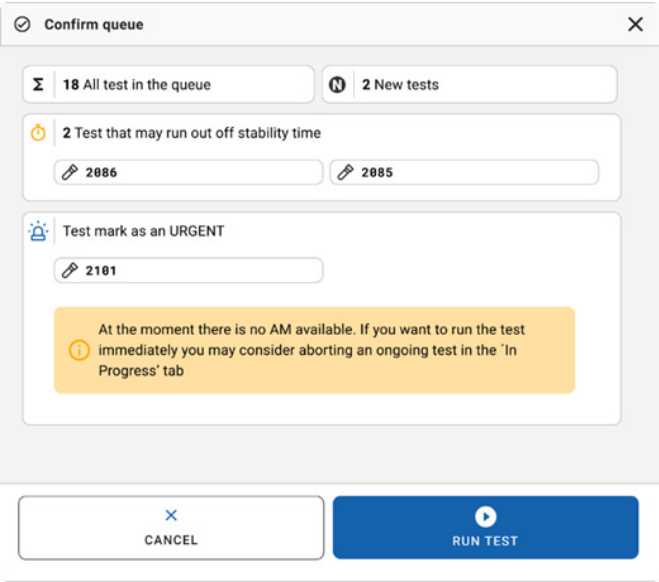 Confirm queue
Σ 18 All test in the queue
N 2 New tests
2 Test that may run out off stability time
2086
2085
Test mark as an URGENT
2101
At the moment there is no AM available. If you want to run the test
immediately you may consider aborting an ongoing test in the ´In
Progress’ tab
CANCEL
RUN TEST